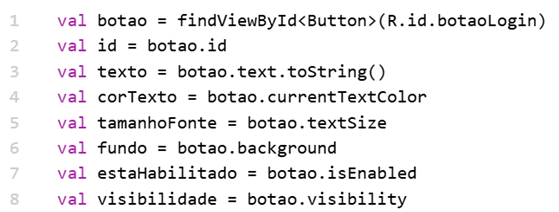 1 val botao = findViewById<Button>(R.id.botaoLogin)
2 val id = botao.id
3 val texto = botao.text.toString()
4 val corTexto = botao.currentTextColor
5 val tamanhoFonte = botao.textSize
6 val fundo = botao.background
7 val estaHabilitado = botao.isEnabled
8 val visibilidade = botao.visibility